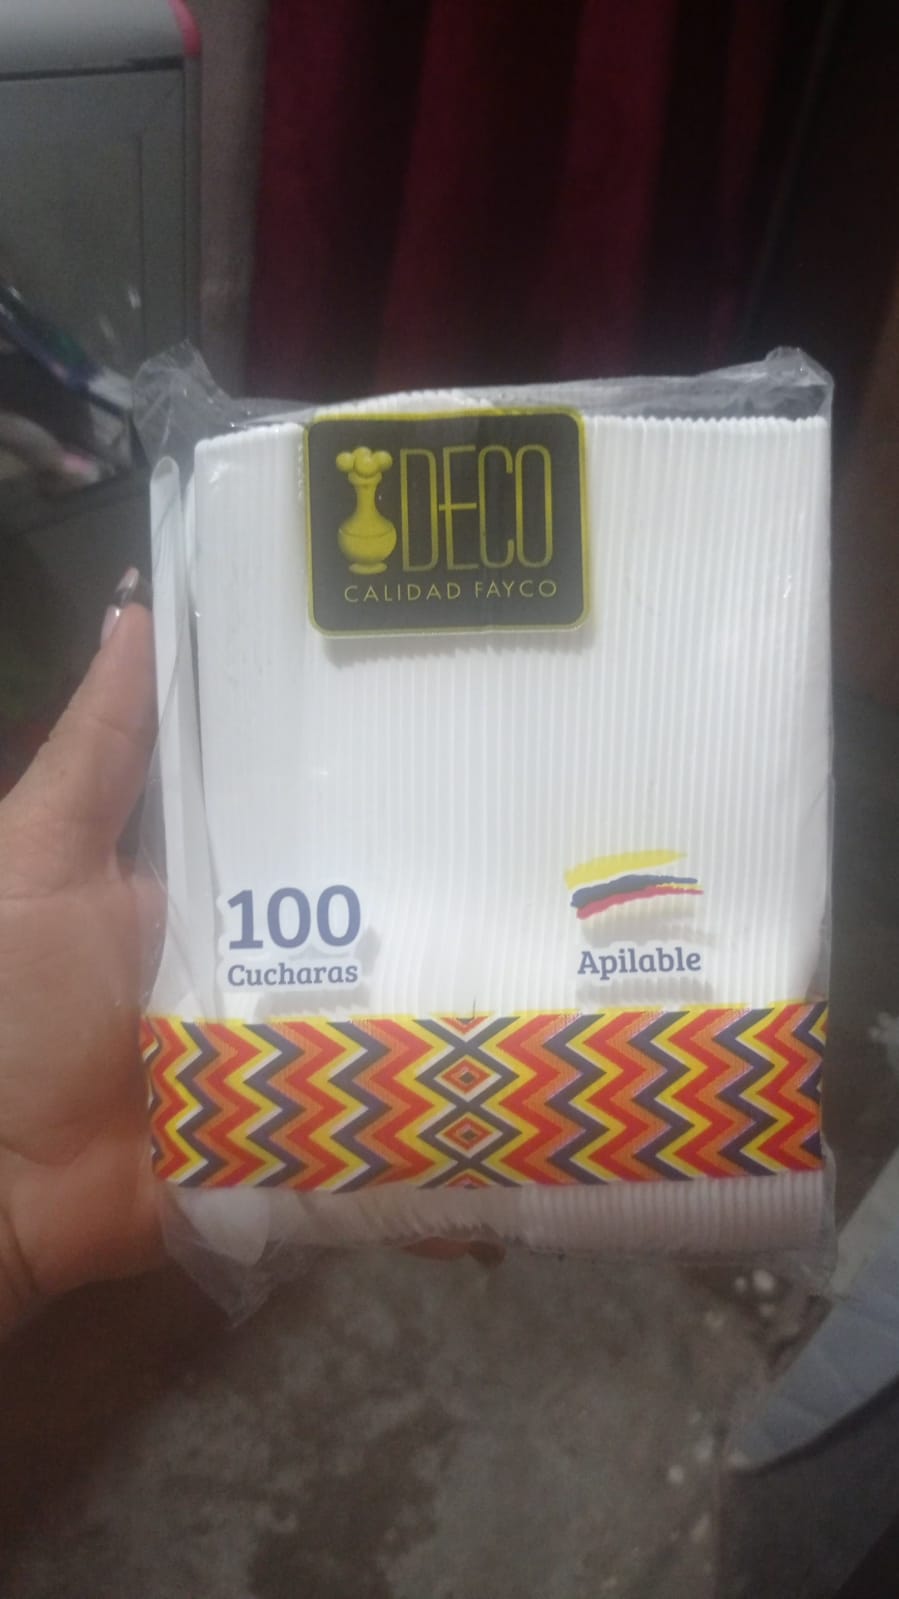 DECO
CALIDAD FAYCO
100
Cucharas
Apilable